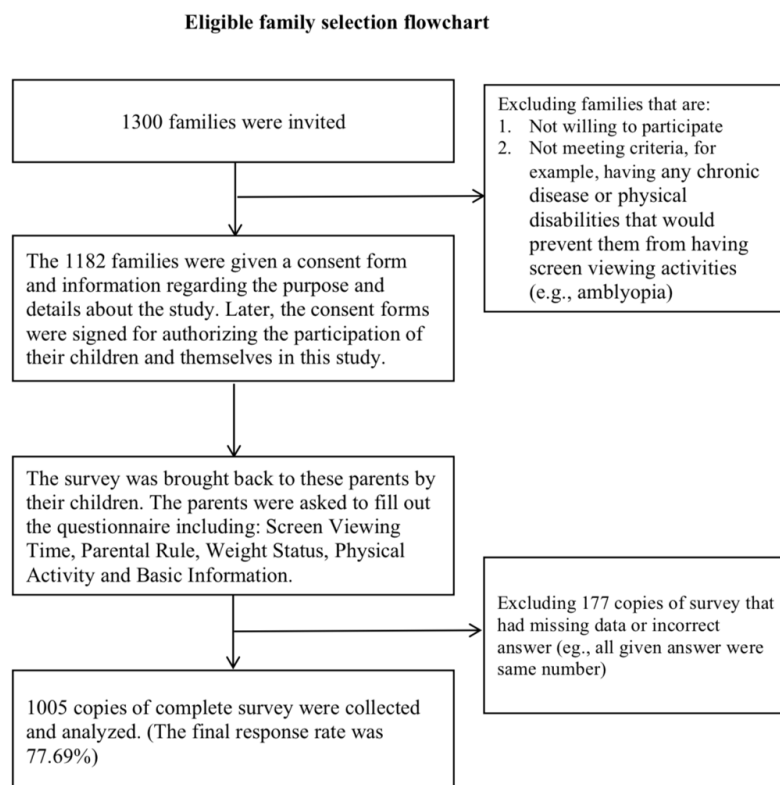 Eligible family selection flowchart
1300 families were invited
Excluding families that are:
1. Not willing to participate
2. Not meeting criteria, for
example, having any chronic
disease or physical
disabilities that would
prevent them from having
screen viewing activities
(e.g., amblyopia)
The 1182 families were given a consent form
and information regarding the purpose and
details about the study. Later, the consent forms
were signed for authorizing the participation of
their children and themselves in this study.
The survey was brought back to these parents by
their children. The parents were asked to fill out
the questionnaire including: Screen Viewing
Time, Parental Rule, Weight Status, Physical
Activity and Basic Information.
Excluding 177 copies of survey that
had missing data or incorrect
answer (eg., all given answer were
same number)
1005 copies of complete survey were collected
and analyzed. (The final response rate was
77.69%)